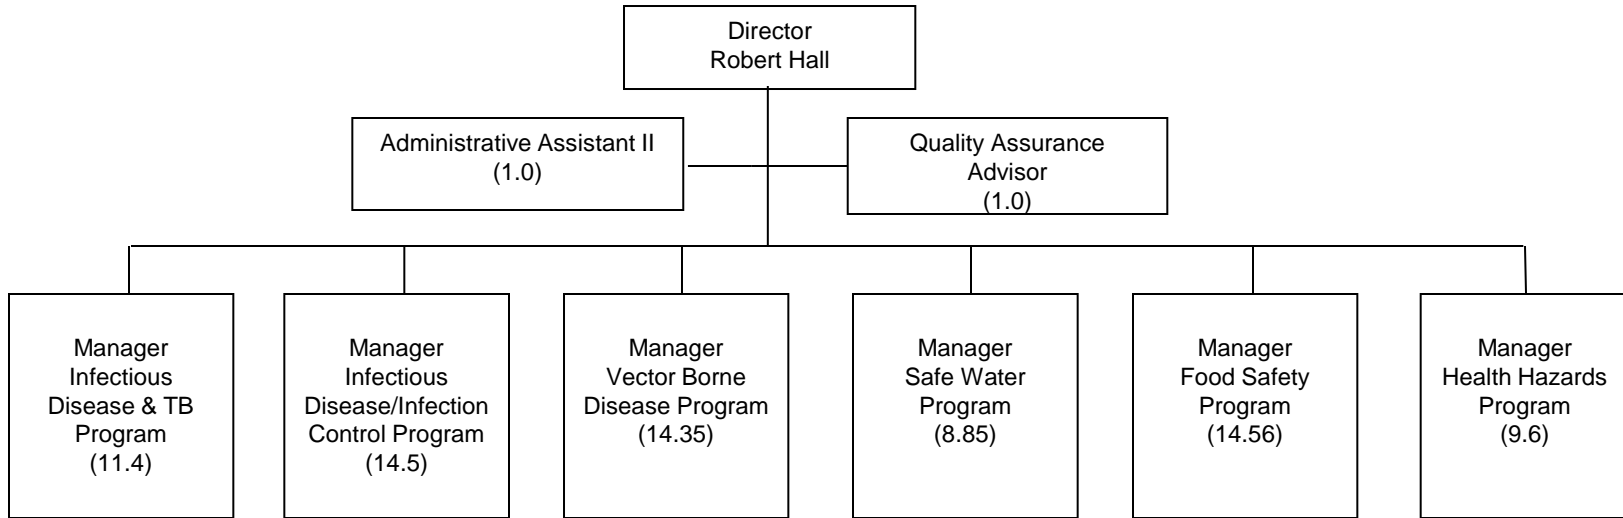 Director
Robert Hall
Administrative Assistant II
(1.0)
Quality Assurance
Advisor
(1.0)
Manager
Infectious
Disease & TB
Program
(11.4)
Manager
Infectious
Disease/Infection
Control Program
(14.5)
Manager
Vector Borne
Disease Program
(14.35)
Manager
Safe Water
Program
(8.85)
Manager
Food Safety
Program
(14.56)
Manager
Health Hazards
Program
(9.6)